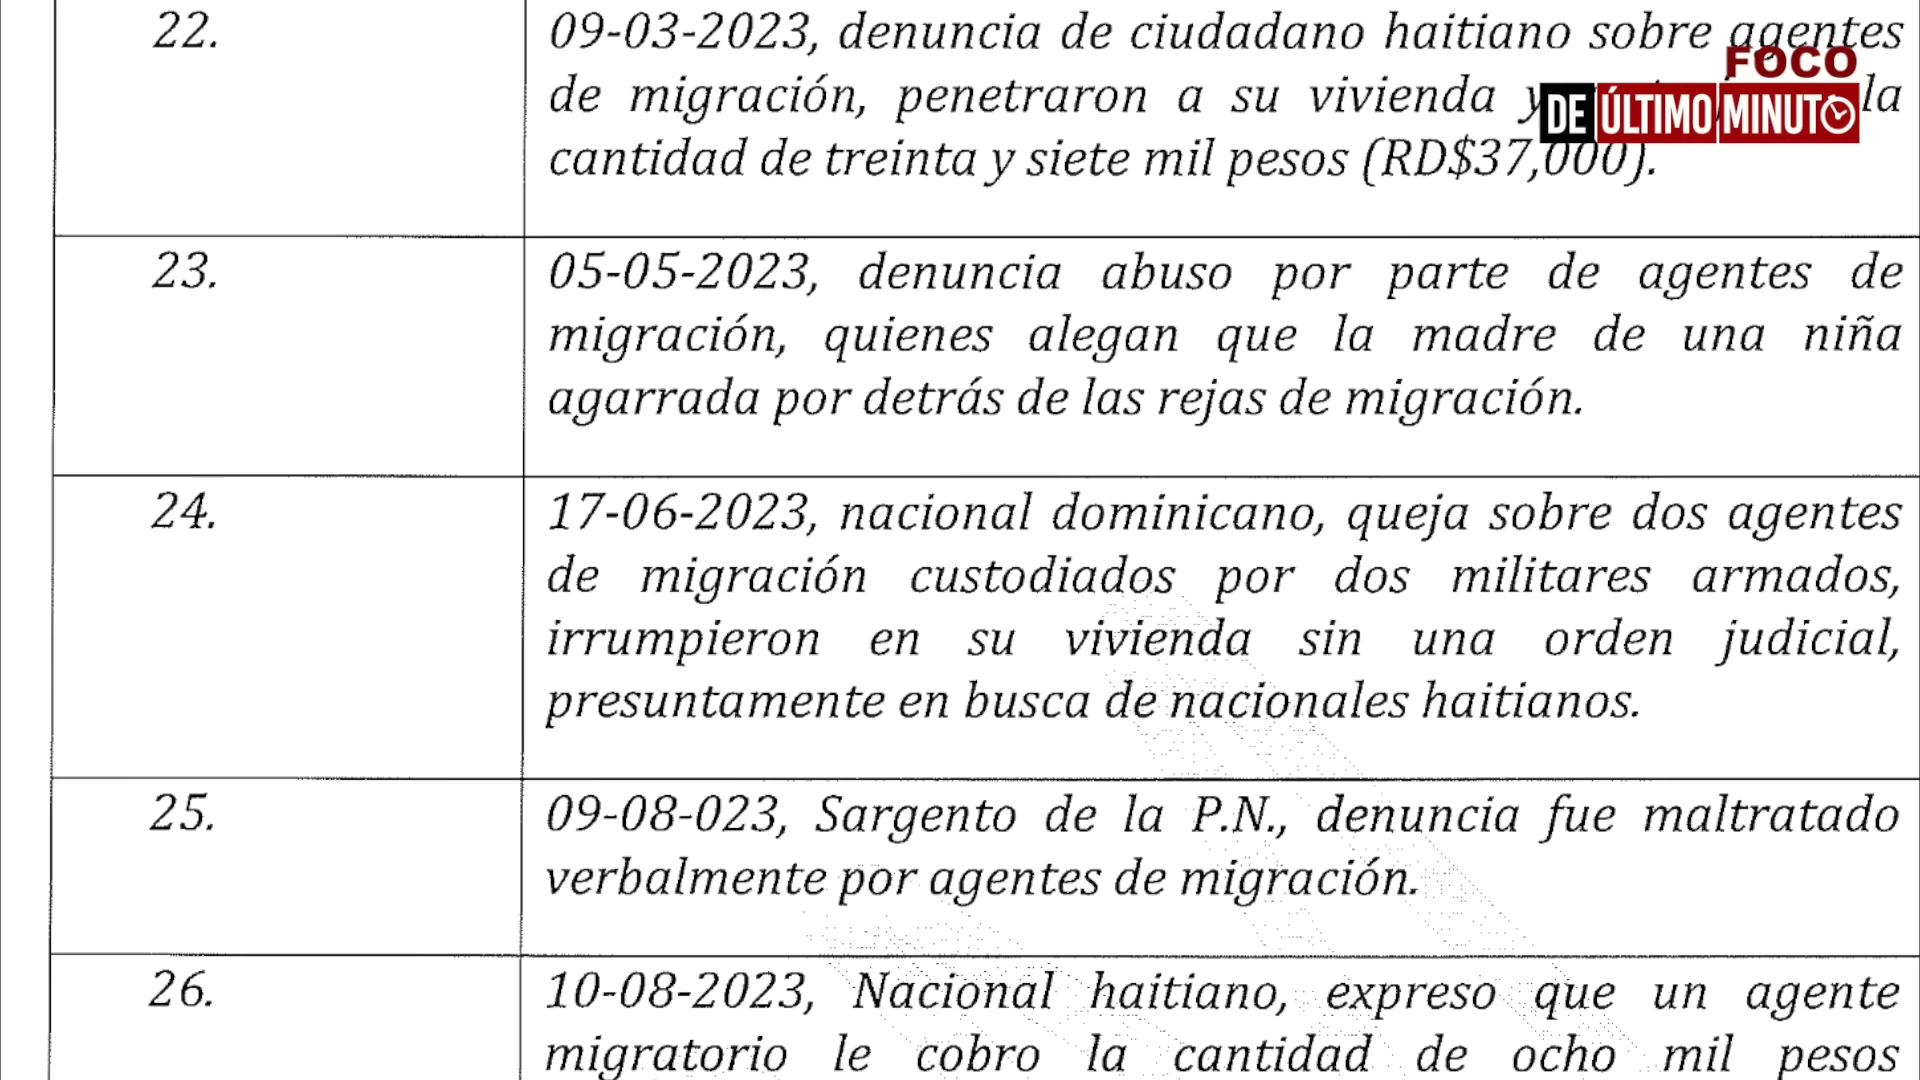 22.
09-03-2023, denuncia de ciudadano haitiano sobre agentes
de migración, penetraron a su vivienda y la
cantidad de treinta y siete mil pesos (RD$37,000).
FOCO
DE ÚLTIMO MINUTO
23.
05-05-2023, denuncia abuso por parte de agentes de
migración, quienes alegan que la madre de una niña
agarrada por detrás de las rejas de migración.
24.
17-06-2023, nacional dominicano, queja sobre dos agentes
de migración custodiados por dos militares armados,
irrumpieron en su vivienda sin una orden judicial,
presuntamente en busca de nacionales haitianos.
25.
09-08-023, Sargento de la P.N., denuncia fue maltratado
verbalmente por agentes de migración.
26.
10-08-2023, Nacional haitiano, expreso que un agente
migratorio le cobro la cantidad de ocho mil pesos